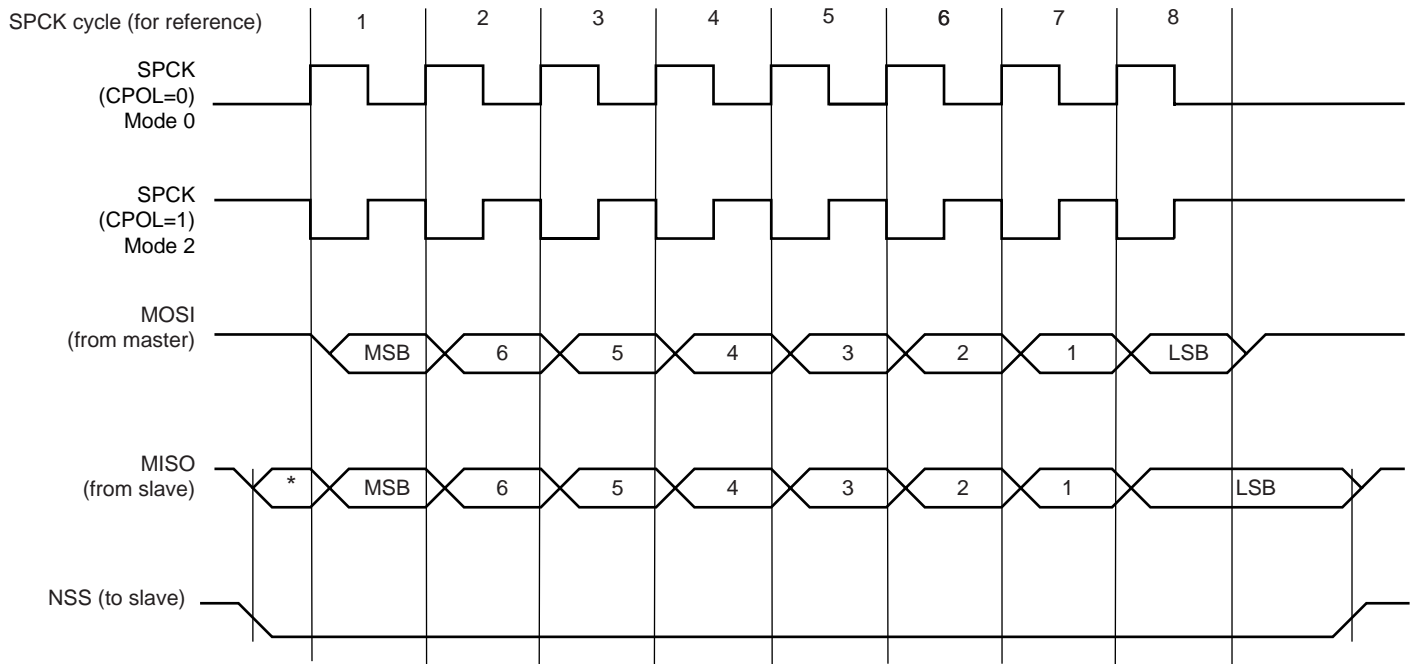 SPCK cycle (for reference) 1 2 3 4 5 6 7 8
SPCK
(CPOL=0)
Mode 0
SPCK
(CPOL=1)
Mode 2
MOSI
(from master)
MSB 6 5 4 3 2 1 LSB
MISO
(from slave)
* MSB 6 5 4 3 2 1 LSB
NSS (to slave)